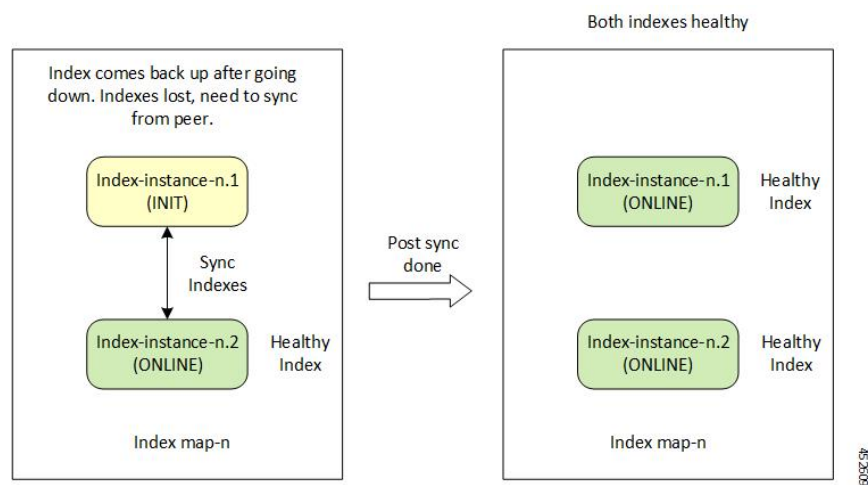 Both indexes healthy
Index comes back up after going
down. Indexes lost, need to sync
from peer.
Index-instance-n.1
(INIT)
Sync
Indexes
Index-instance-n.2
(ONLINE)
Healthy
Index
Index map-n
Post sync
done
Index-instance-n.1
(ONLINE)
Healthy
Index
Index-instance-n.2
(ONLINE)
Healthy
Index
Index map-n
452609